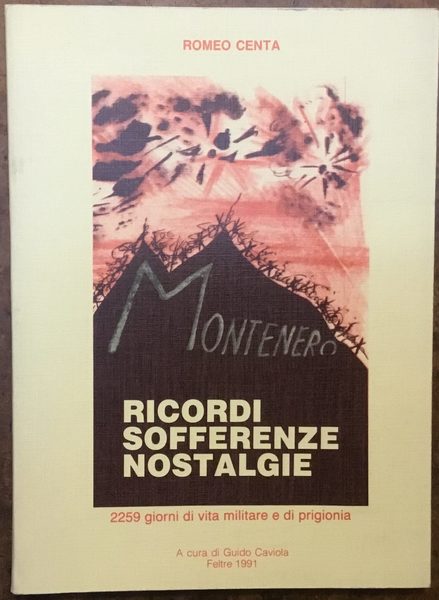 ROMEO CENTA
MONTENERO
RICORDI
SOFFERENZE
NOSTALGIE
2259 giorni di vita militare e di prigionia
A cura di Guido Caviola
Feltre 1991